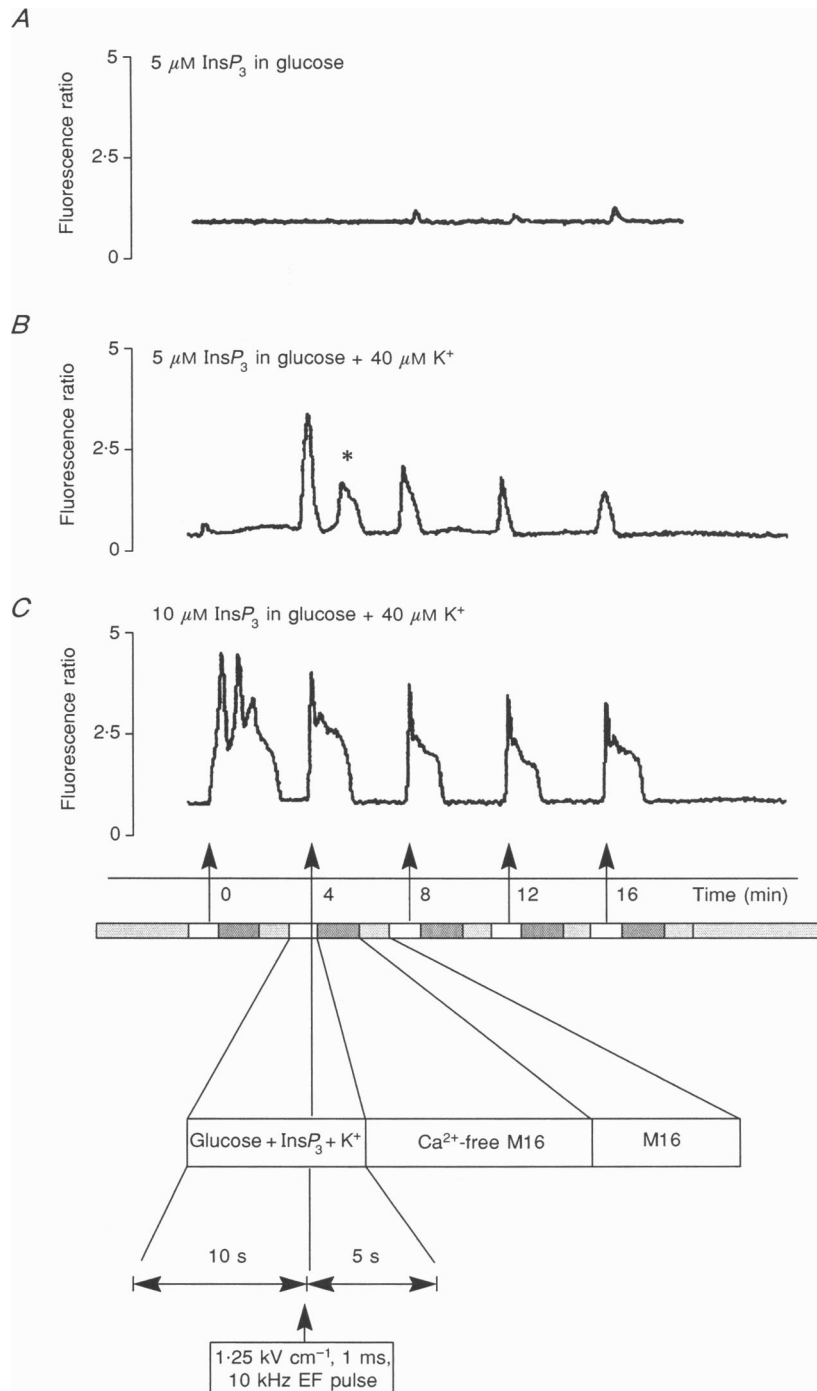 A
5 μM InsP₃ in glucose
Fluorescence ratio
5
2·5
0
B
5 μM InsP₃ in glucose + 40 μM K⁺
Fluorescence ratio
5
2·5
0
*
C
10 μM InsP₃ in glucose + 40 μM K⁺
Fluorescence ratio
5
2·5
0
0 4 8 12 16 Time (min)
Glucose + InsP₃ + K⁺ Ca²⁺-free M16 M16
10 s 5 s
1·25 kV cm⁻¹, 1 ms,
10 kHz EF pulse